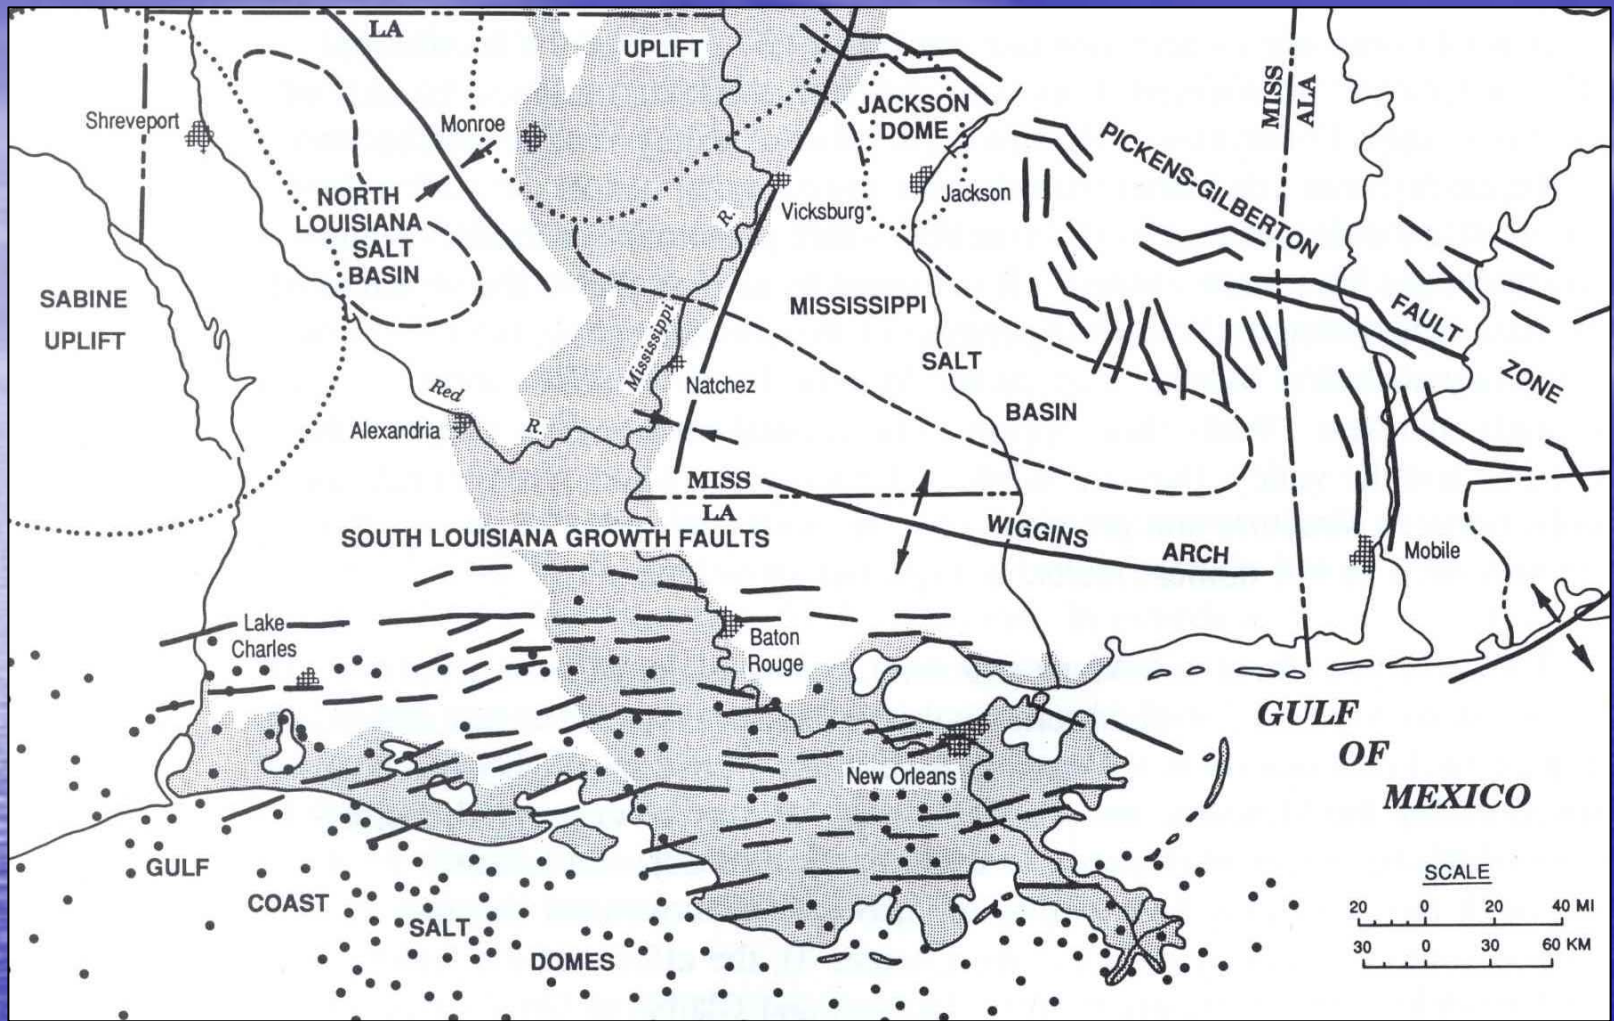 LA
UPLIFT
MISS
ALA
JACKSON
DOME
Shreveport
Monroe
PICKENS-GILBERTON
FAULT
ZONE
Jackson
Vicksburg
R.
NORTH
LOUISIANA
SALT
BASIN
SABINE
UPLIFT
MISSISSIPPI
SALT
BASIN
Mississippi
Natchez
Red
R.
Alexandria
MISS
LA
WIGGINS
ARCH
Mobile
SOUTH LOUISIANA GROWTH FAULTS
Lake
Charles
Baton
Rouge
New Orleans
GULF
OF
MEXICO
GULF
COAST
SALT
DOMES
SCALE
20 0 20 40 MI
30 0 30 60 KM